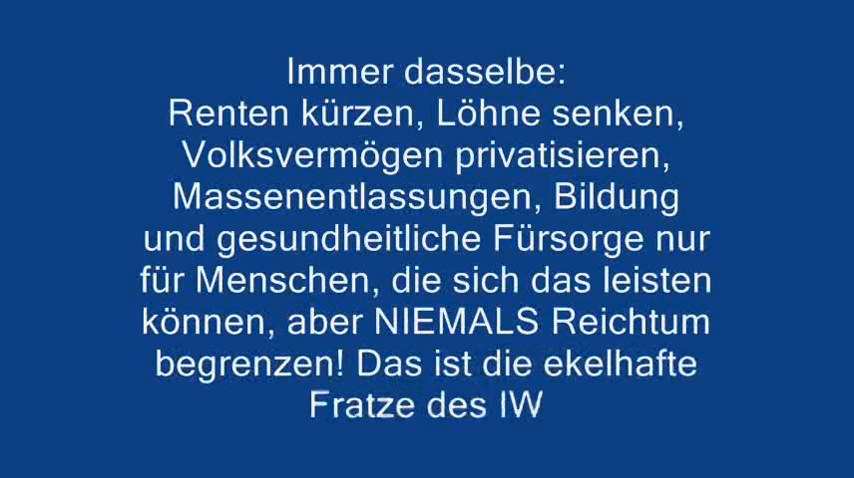 Immer dasselbe:
Renten kürzen, Löhne senken,
Volksvermögen privatisieren,
Massenentlassungen, Bildung
und gesundheitliche Fürsorge nur
für Menschen, die sich das leisten
können, aber NIEMALS Reichtum
begrenzen! Das ist die ekelhafte
Fratze des IW